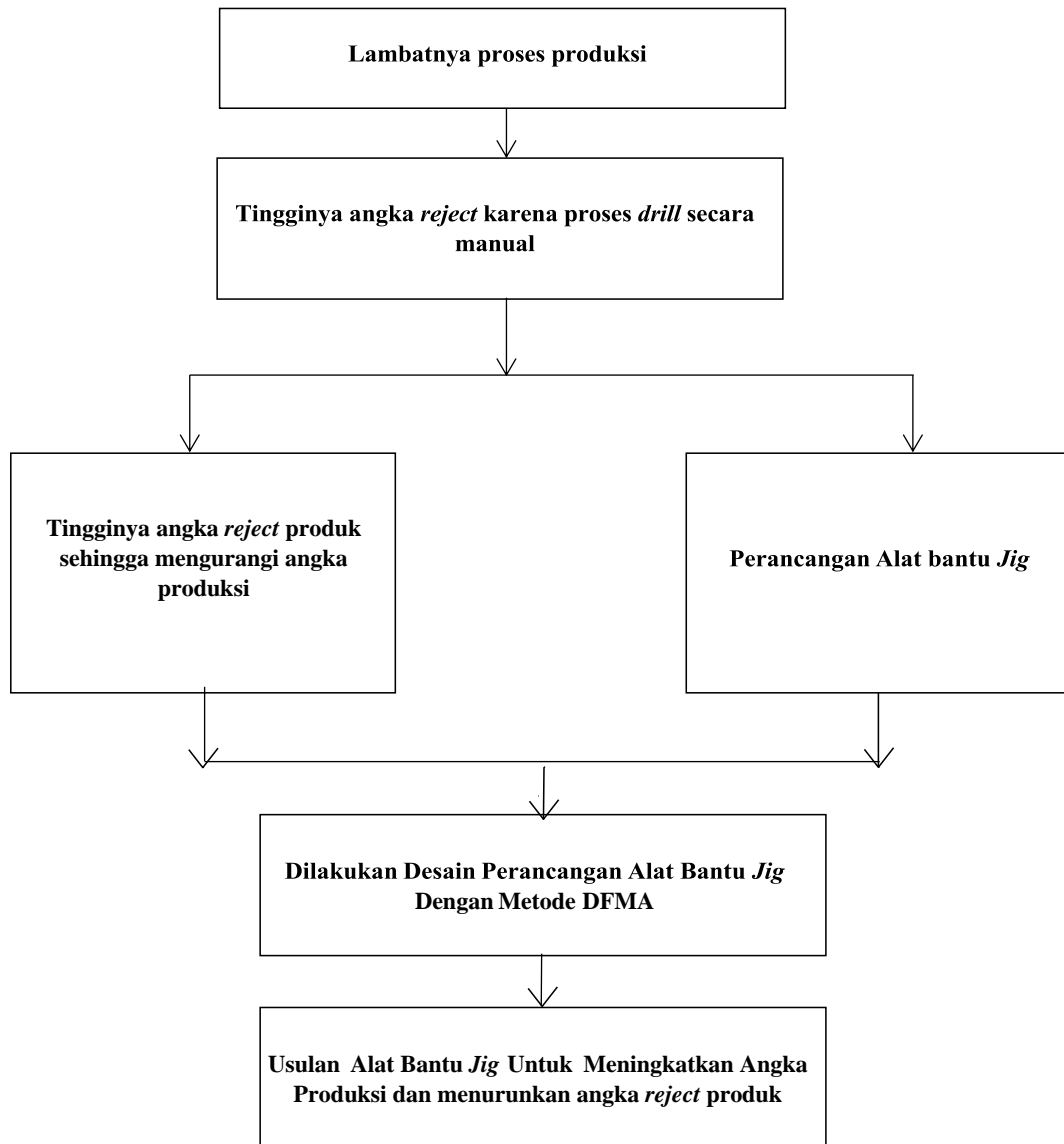 Lambatnya proses produksi
Tingginya angka reject karena proses drill secara
manual
Tingginya angka reject produk
sehingga mengurangi angka
produksi
Perancangan Alat bantu Jig
Dilakukan Desain Perancangan Alat Bantu Jig
Dengan Metode DFMA
Usulan Alat Bantu Jig Untuk Meningkatkan Angka
Produksi dan menurunkan angka reject produk